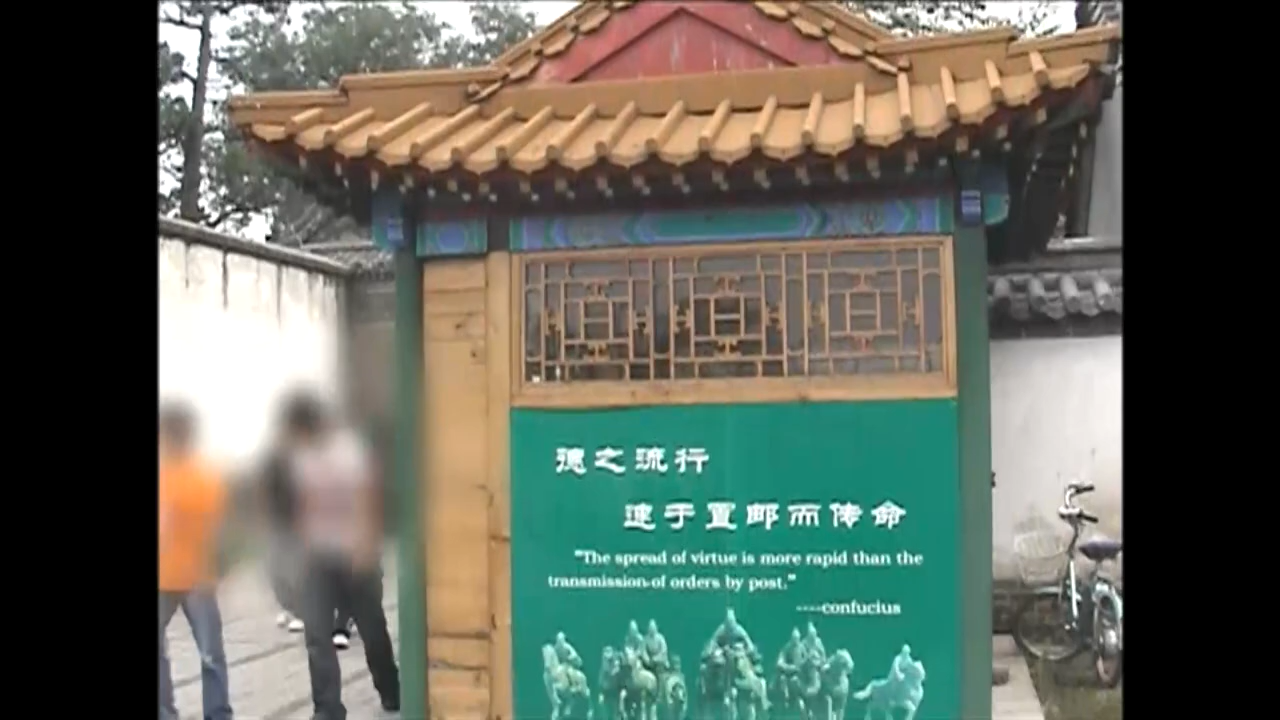 德之流行
速于置邮而传命
"The spread of virtue is more rapid than the
transmission of orders by post."
----confucius